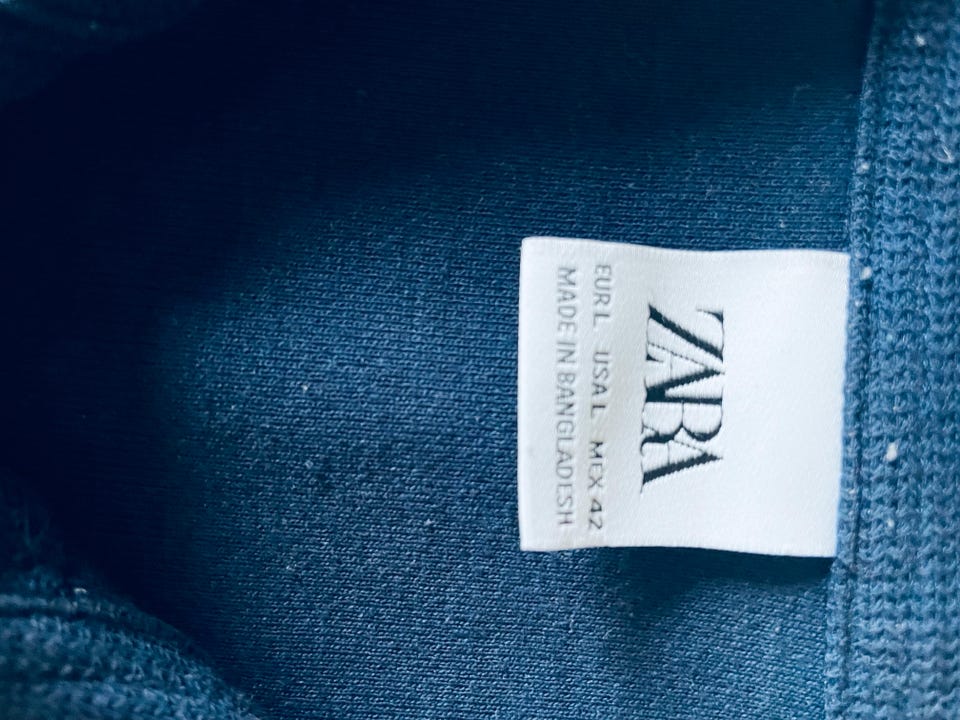 ZARA
EUR L USA L MEX 42
MADE IN BANGLADESH